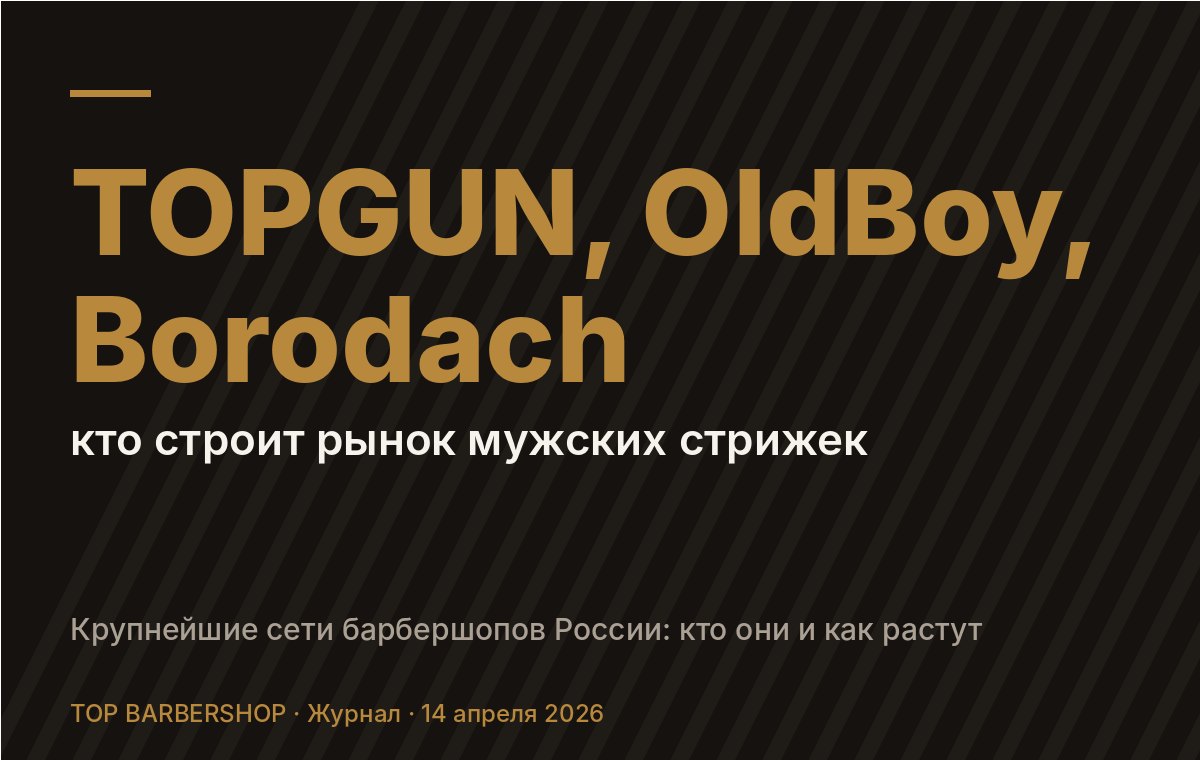 TOPGUN, OldBoy,
Borodach
кто строит рынок мужских стрижек
Крупнейшие сети барбершопов России: кто они и как растут
TOP BARBERSHOP · Журнал · 14 апреля 2026